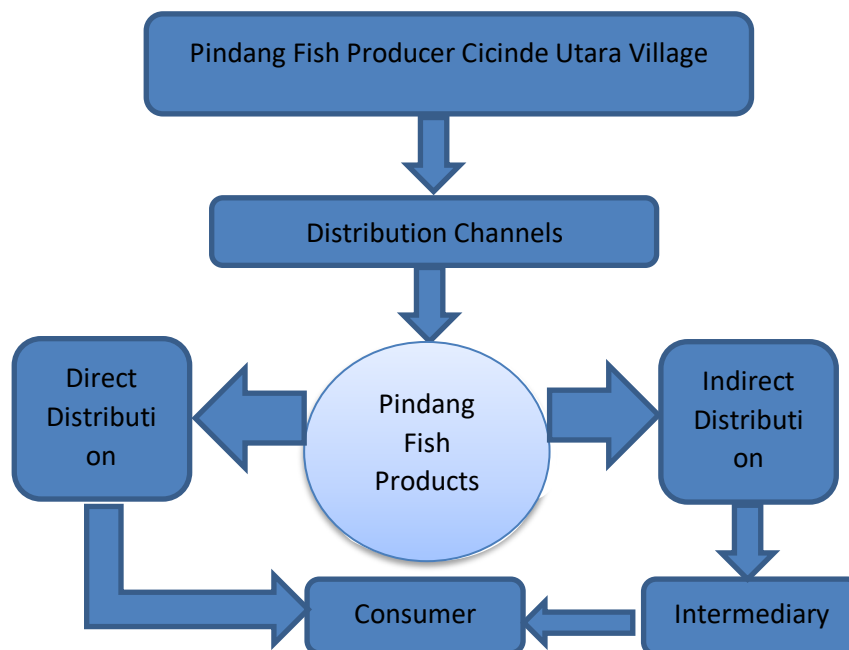 Pindang Fish Producer Cicinde Utara Village
Distribution Channels
Direct
Distributi
on
Pindang
Fish
Products
Indirect
Distributi
on
Consumer
Intermediary